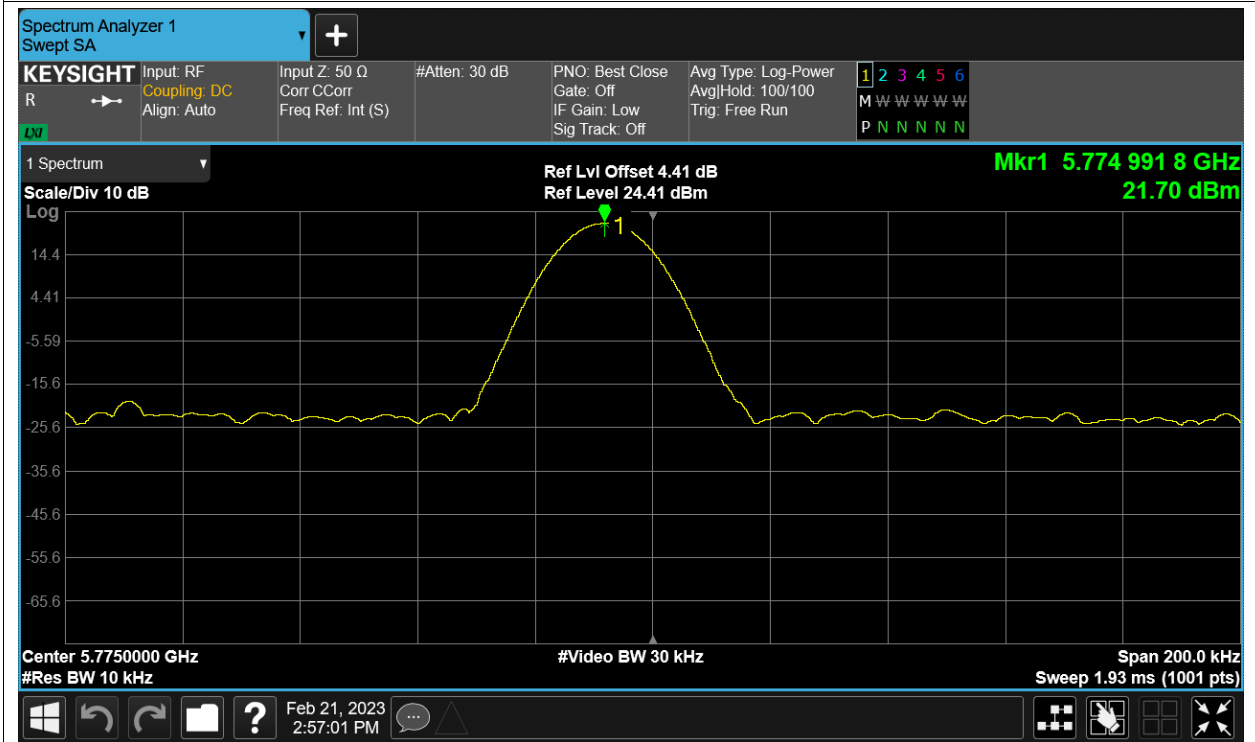 Spectrum Analyzer 1
Swept SA
+
KEYSIGHT
R
LXI
Input: RF
Coupling: DC
Align: Auto
Input Z: 50 Ω
Corr CCorr
Freq Ref: Int (S)
#Atten: 30 dB
PNO: Best Close
Gate: Off
IF Gain: Low
Sig Track: Off
Avg Type: Log-Power
Avg|Hold: 100/100
Trig: Free Run
1 2 3 4 5 6
M W W W W W
P N N N N N
1 Spectrum
Scale/Div 10 dB
Log
Ref Lvl Offset 4.41 dB
Ref Level 24.41 dBm
Mkr1 5.774 991 8 GHz
21.70 dBm
1
14.4
4.41
-5.59
-15.6
-25.6
-35.6
-45.6
-55.6
-65.6
Center 5.7750000 GHz
#Res BW 10 kHz
#Video BW 30 kHz
Span 200.0 kHz
Sweep 1.93 ms (1001 pts)
?
Feb 21, 2023
2:57:01 PM